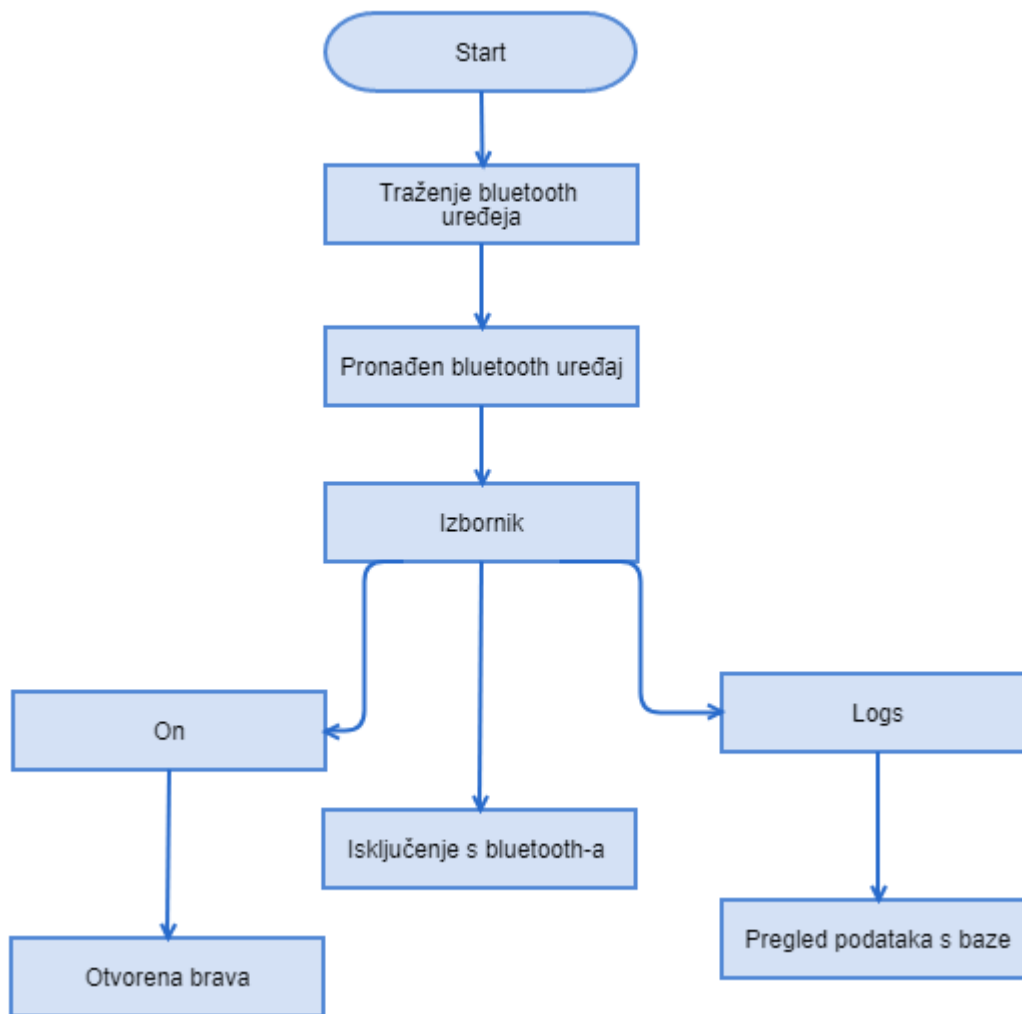 Start
Traženje bluetooth
uređeja
Pronađen bluetooth uređaj
Izbornik
On
Logs
Isključenje s bluetooth-a
Otvorena brava
Pregled podataka s baze